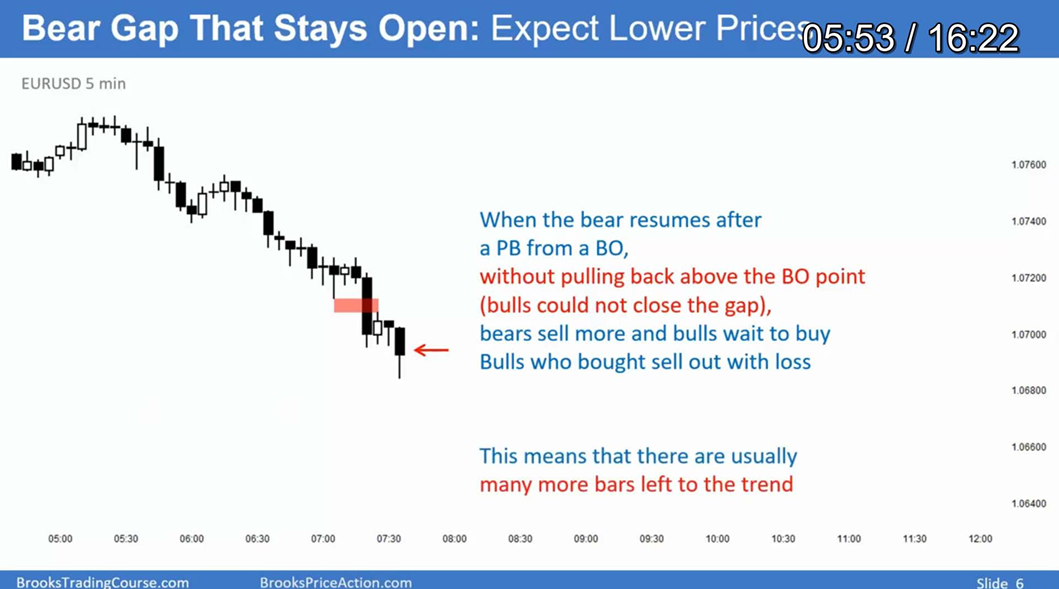 Bear Gap That Stays Open: Expect Lower Prices
05:53 / 16:22
EURUSD 5 min
1.07600
1.07400
When the bear resumes after
a PB from a BO,
without pulling back above the BO point
1.07200
(bulls could not close the gap),
bears sell more and bulls wait to buy
1.07000
Bulls who bought sell out with loss
1.06800
1.06600
This means that there are usually
many more bars left to the trend
1.06400
05:00 05:30 06:00 06:30 07:00 07:30 08:00 08:30 09:00 09:30 10:00 10:30 11:00 11:30 12:00
BrooksTradingCourse.com BrooksPriceAction.com Slide 6